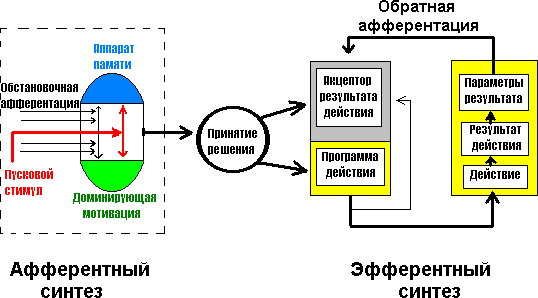 Обратная
афферентация
Аппарат
памяти
Обстановочная
афферентация
Пусковой
стимул
Доминирующая
мотивация
Принятие
решения
Акцептор
результата
действия
Программа
действия
Параметры
результата
Результат
действия
Действие
Афферентный
синтез
Эфферентный
синтез